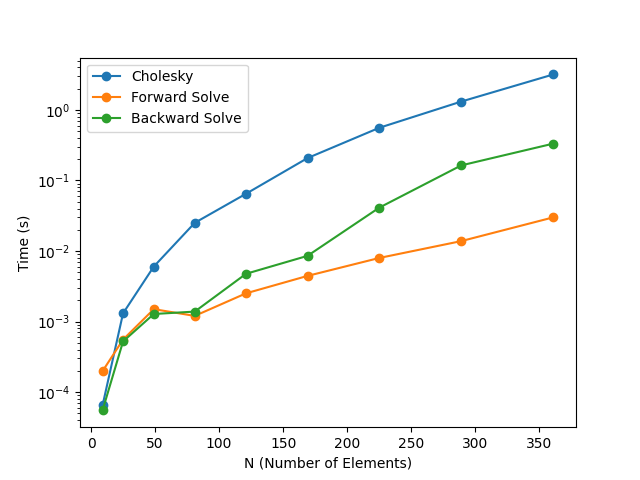 Cholesky
Forward Solve
Backward Solve
10⁰
10⁻¹
10⁻²
10⁻³
10⁻⁴
Time (s)
0 50 100 150 200 250 300 350
N (Number of Elements)